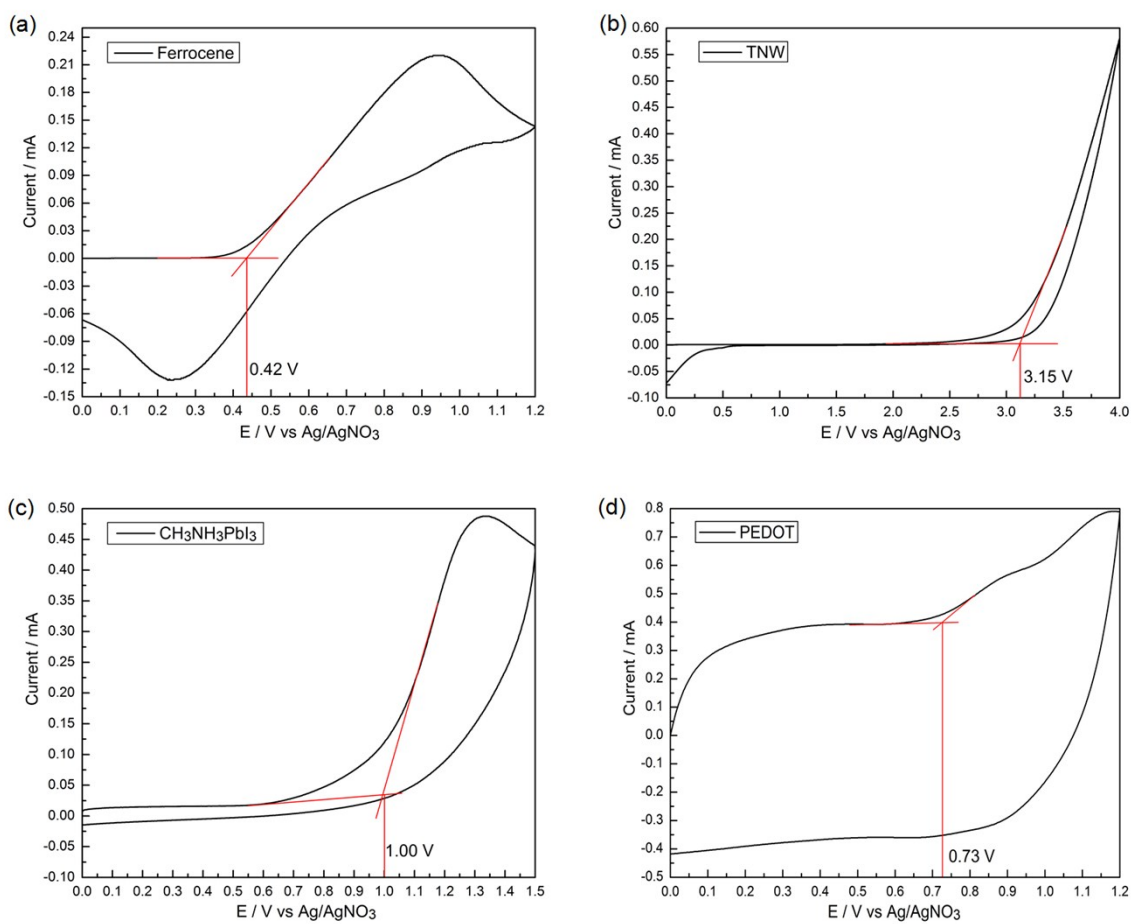 (a)
Ferrocene
0.24
0.21
0.18
0.15
0.12
0.09
0.06
0.03
0.00
-0.03
-0.06
-0.09
-0.12
-0.15
Current / mA
0.42 V
0.0 0.1 0.2 0.3 0.4 0.5 0.6 0.7 0.8 0.9 1.0 1.1 1.2
E / V vs Ag/AgNO₃
(b)
TNW
0.60
0.55
0.50
0.45
0.40
0.35
0.30
0.25
0.20
0.15
0.10
0.05
0.00
-0.05
-0.10
Current / mA
3.15 V
0.0 0.5 1.0 1.5 2.0 2.5 3.0 3.5 4.0
E / V vs Ag/AgNO₃
(c)
CH₃NH₃PbI₃
0.50
0.45
0.40
0.35
0.30
0.25
0.20
0.15
0.10
0.05
0.00
-0.05
-0.10
Current / mA
1.00 V
0.0 0.1 0.2 0.3 0.4 0.5 0.6 0.7 0.8 0.9 1.0 1.1 1.2 1.3 1.4 1.5
E / V vs Ag/AgNO₃
(d)
PEDOT
0.8
0.7
0.6
0.5
0.4
0.3
0.2
0.1
0.0
-0.1
-0.2
-0.3
-0.4
-0.5
Current / mA
0.73 V
0.0 0.1 0.2 0.3 0.4 0.5 0.6 0.7 0.8 0.9 1.0 1.1 1.2
E / V vs Ag/AgNO₃